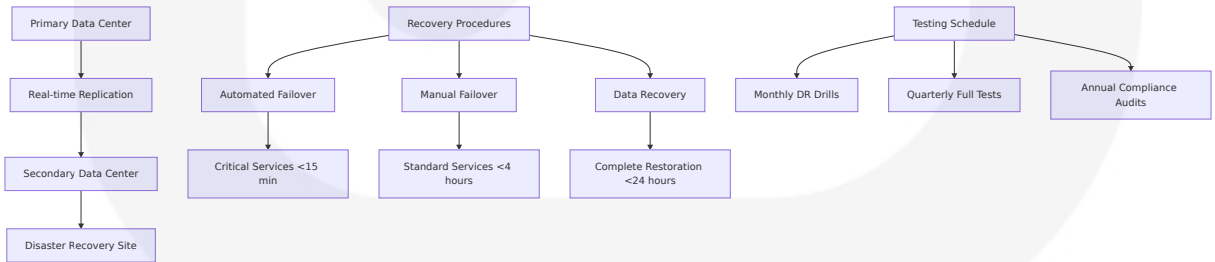 Primary Data Center
Recovery Procedures
Testing Schedule
Real-time Replication
Automated Failover
Manual Failover
Data Recovery
Monthly DR Drills
Quarterly Full Tests
Annual Compliance
Audits
Secondary Data Center
Critical Services <15
min
Standard Services <4
hours
Complete Restoration
<24 hours
Disaster Recovery Site